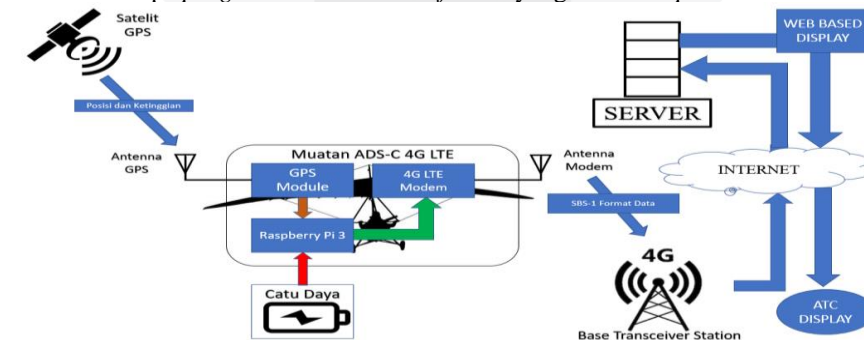 Satelit
GPS
WEB BASED
DISPLAY
Posisi dan Ketinggian
SERVER
Antenna
GPS
Muatan ADS-C 4G LTE
GPS
Module
4G LTE
Modem
Antenna
Modem
INTERNET
SBS-1 Format Data
Raspberry Pi 3
4G
Catu Daya
ATC
DISPLAY
Base Transceiver Station